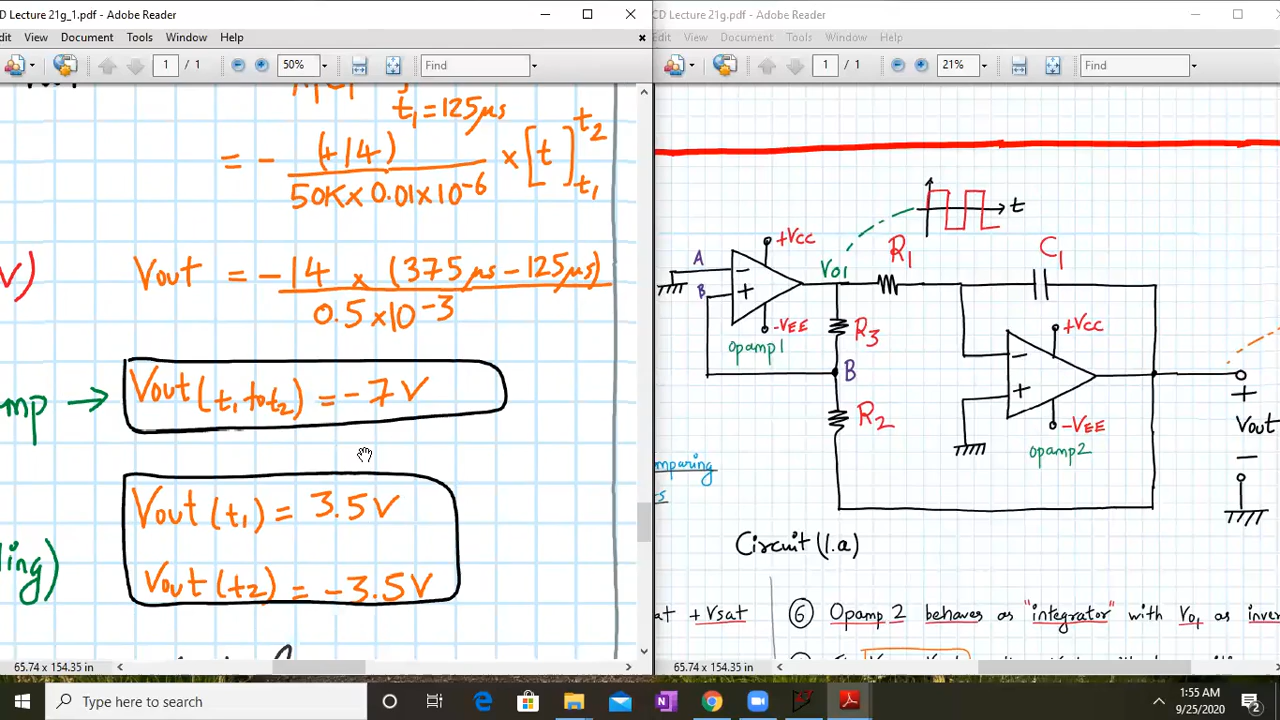 CD Lecture 21g_1.pdf - Adobe Reader
dit View Document Tools Window Help
1 / 1 50% Find
t₁ = 125μs
= - (+14) / 50K × 0.01 × 10⁻⁶ × [t] t₂ t₁
V)
Vout = -14 × (375μs - 125μs) / 0.5 × 10⁻³
mp →
Vout (t₁ to t₂) = -7V
Vout (t₁) = 3.5V
ling)
Vout (t2) = -3.5V
65.74 x 154.35 in
CD Lecture 21g.pdf - Adobe Reader
dit View Document Tools Window Help
1 / 1 21% Find
t
+Vcc
A
B
Vo1
R₁
C₁
-VEE
opamp1
R₃
B
R₂
+Vcc
-VEE
opamp2
+
Vout
-
mparing
s
Circuit (1.a)
at +Vsat
⑥ Opamp 2 behaves as "integrator" with Vo₁ as inver
65.74 x 154.35 in
Type here to search
1:55 AM
9/25/2020
2